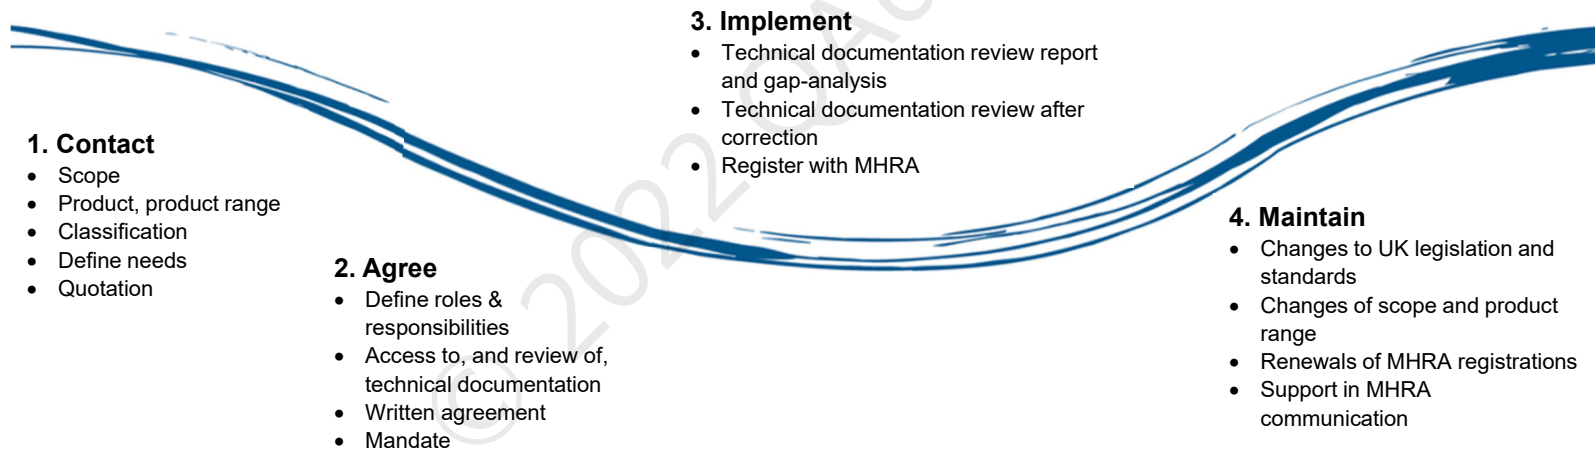 1. Contact
• Scope
• Product, product range
• Classification
• Define needs
• Quotation
2. Agree
• Define roles &
responsibilities
• Access to, and review of,
technical documentation
• Written agreement
• Mandate
3. Implement
• Technical documentation review report
and gap-analysis
• Technical documentation review after
correction
• Register with MHRA
4. Maintain
• Changes to UK legislation and
standards
• Changes of scope and product
range
• Renewals of MHRA registrations
• Support in MHRA
communication
© 2022